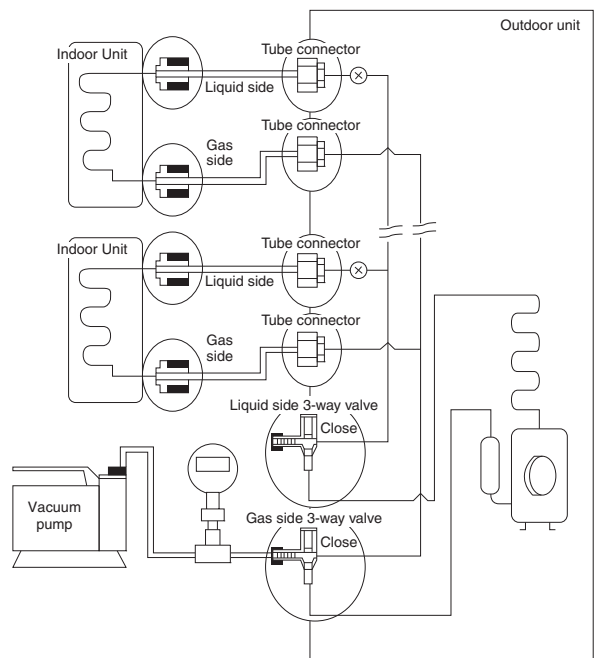 Outdoor unit
Tube connector
Indoor Unit
Liquid side
Tube connector
Gas
side
Tube connector
Indoor Unit
Liquid side
Tube connector
Gas
side
Liquid side 3-way valve
Close
Vacuum
pump
Gas side 3-way valve
Close